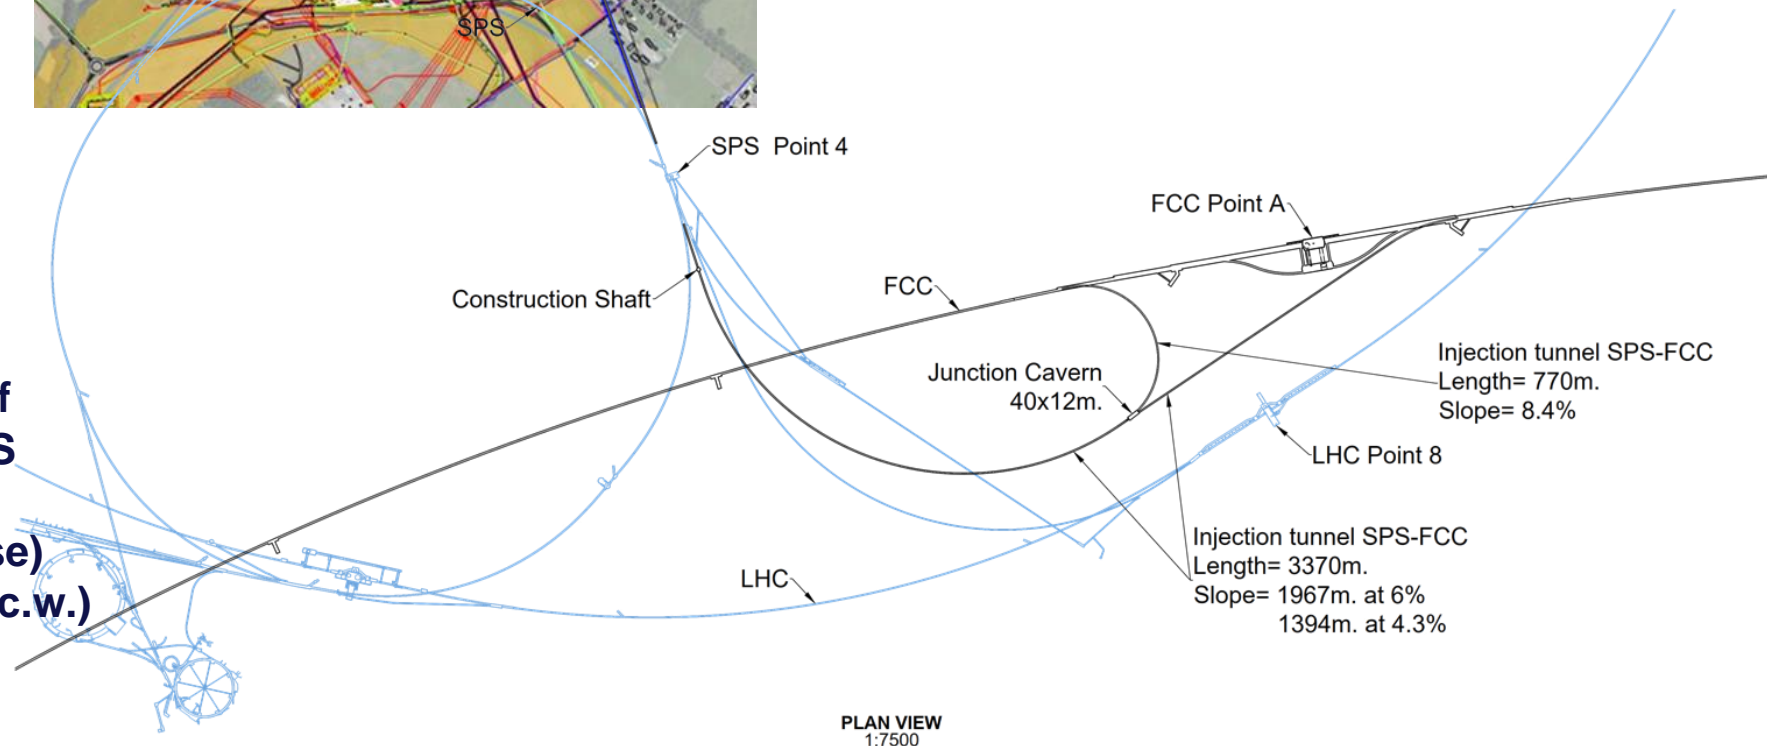 SPS
SPS  Point 4
FCC Point A
Construction Shaft
FCC
Junction Cavern
40x12m.
Injection tunnel SPS-FCC
Length= 770m.
Slope= 8.4%
f
S
LHC Point 8
Injection tunnel SPS-FCC
Length= 3370m.
Slope= 1967m. at 6%
1394m. at 4.3%
se)
c.w.)
LHC
PLAN VIEW
1:7500